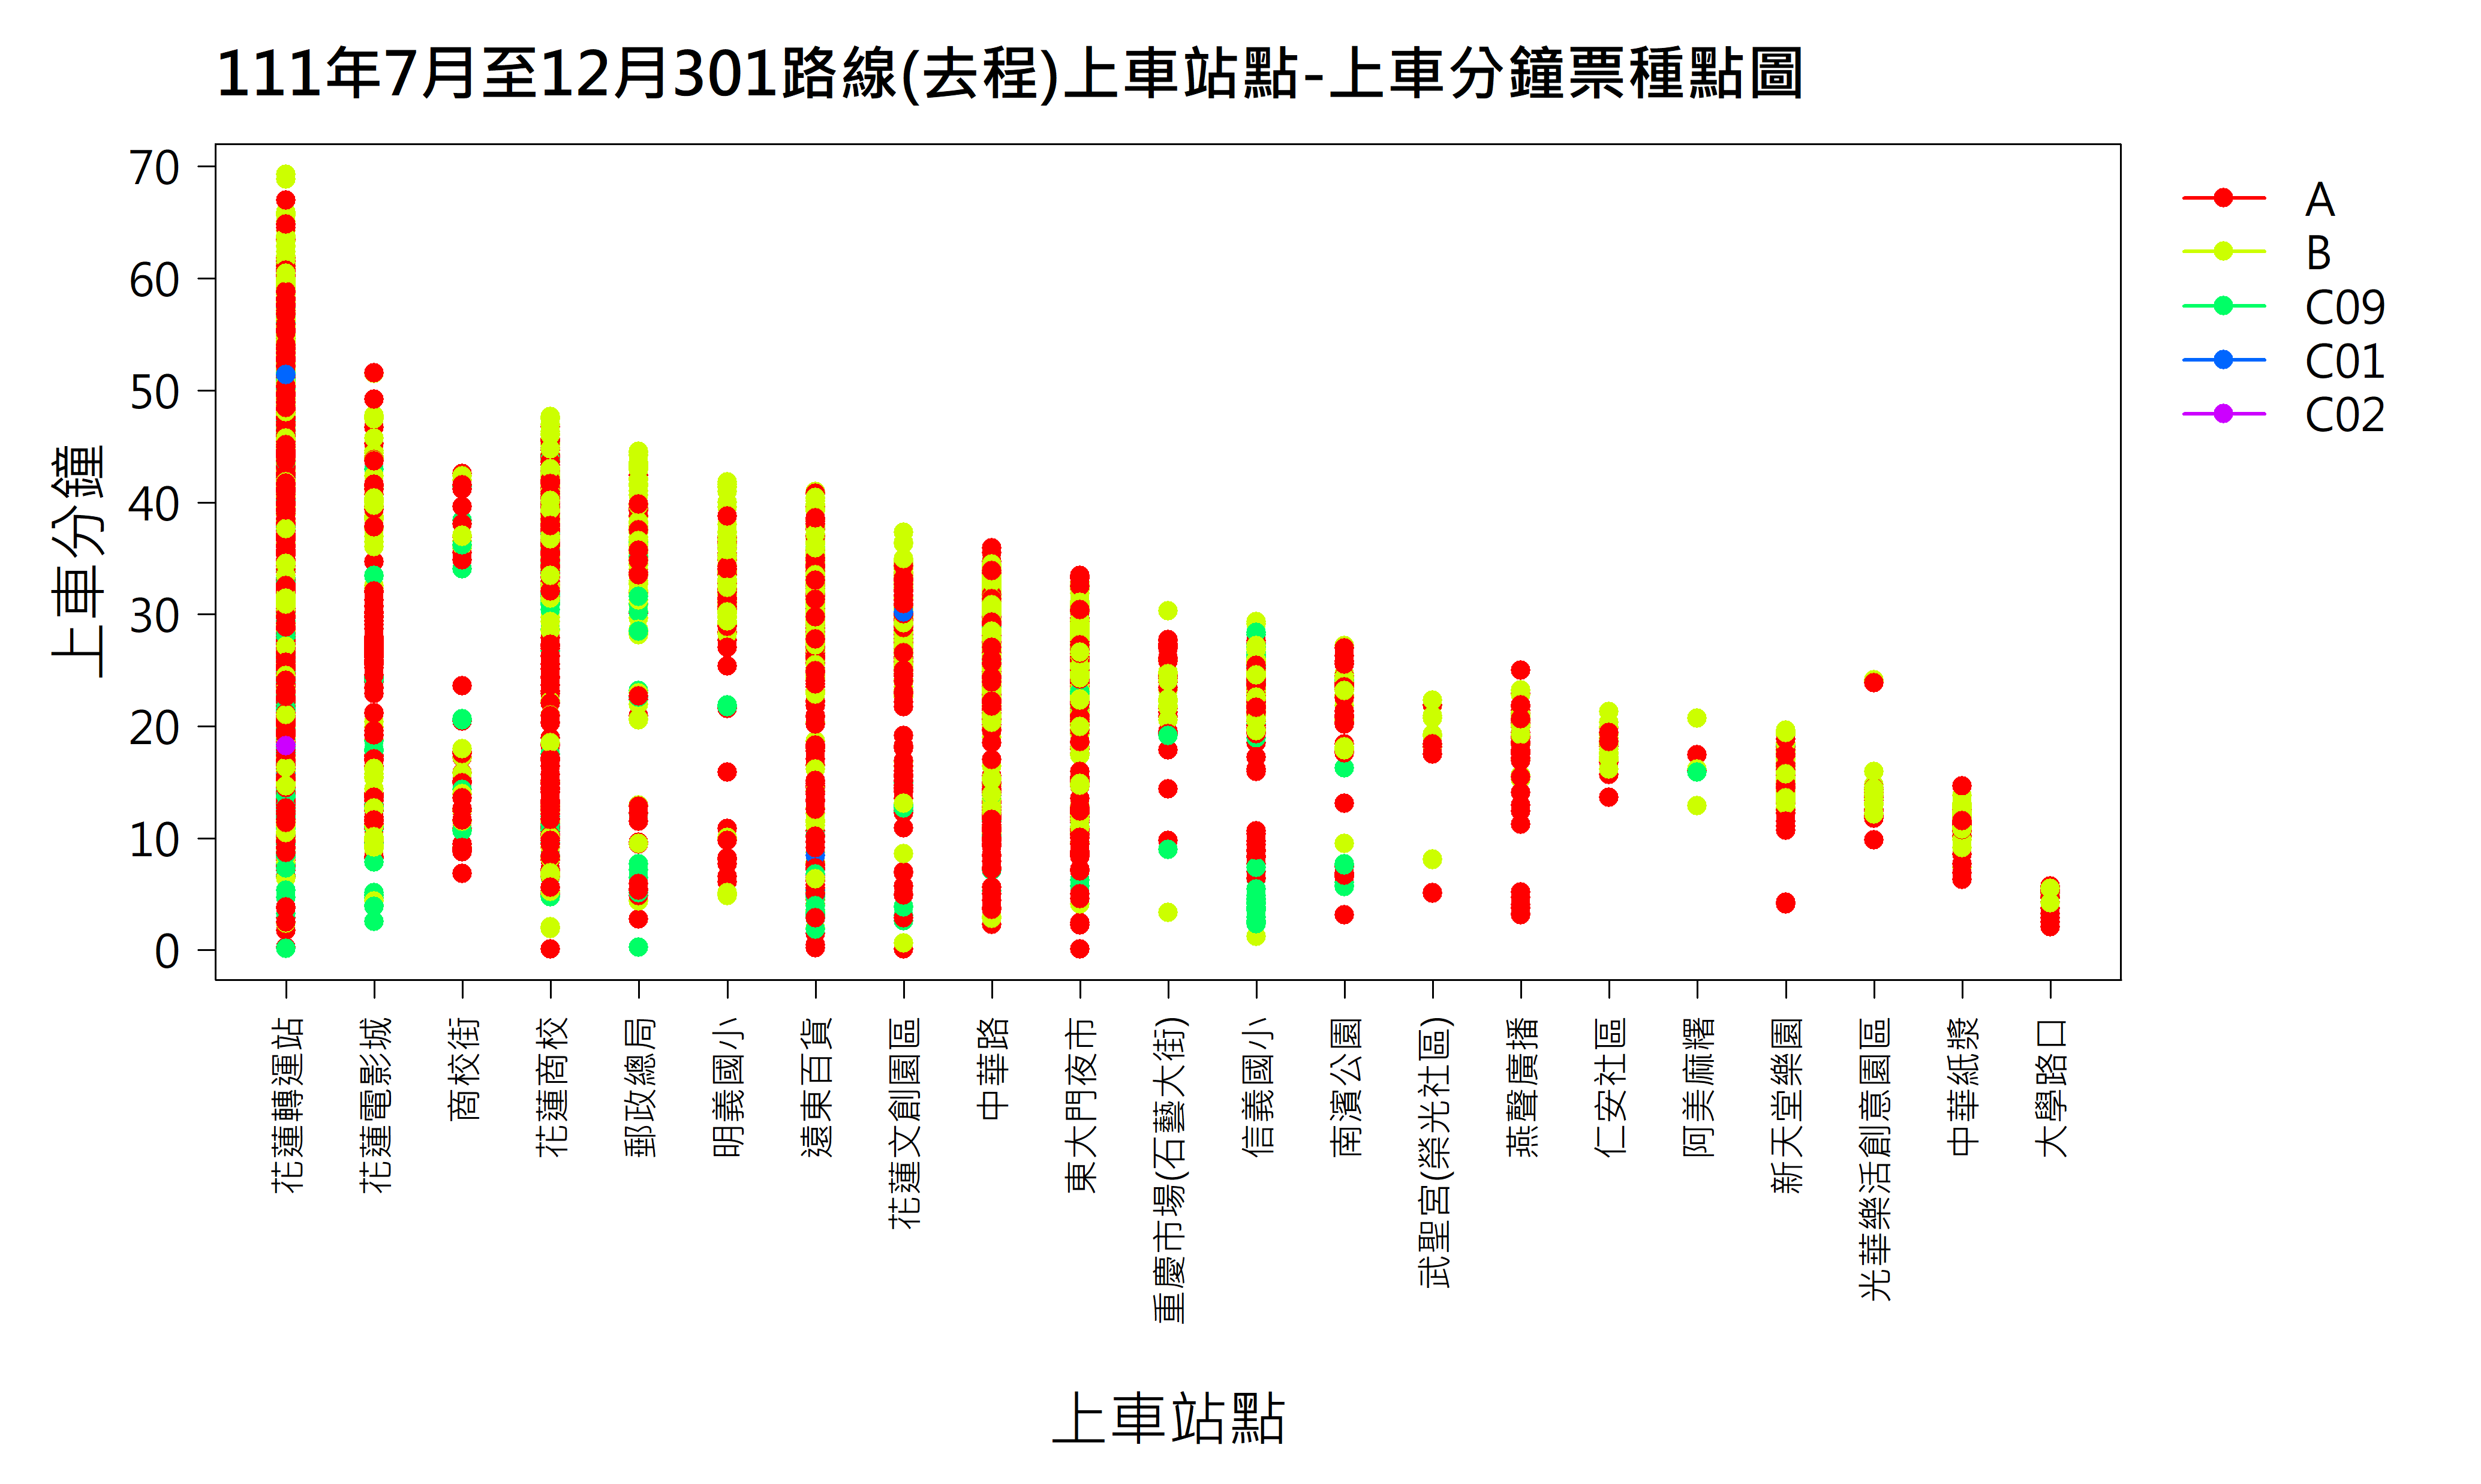 111年7月至12月301路線(去程)上車站點-上車分鐘票種點圖
上車分鐘
70
60
50
40
30
20
10
0
A
B
C09
C01
C02
花蓮轉運站
花蓮電影城
商校街
花蓮商校
郵政總局
明義國小
遠東百貨
花蓮文創園區
中華路
東大門夜市
重慶市場(石藝大街)
信義國小
南濱公園
武聖宮(榮光社區)
燕聲廣播
仁安社區
阿美麻糬
新天堂樂園
光華樂活創意園區
中華紙漿
大學路口
上車站點